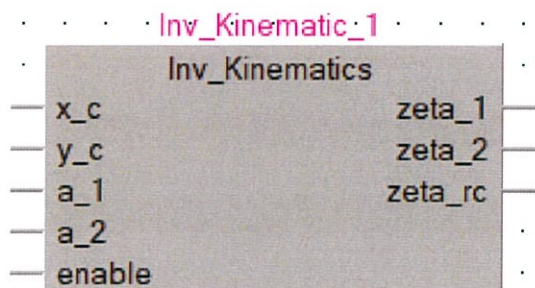 Inv_Kinematic_1
Inv_Kinematics
x_c zeta_1
y_c zeta_2
a_1 zeta_rc
a_2
enable